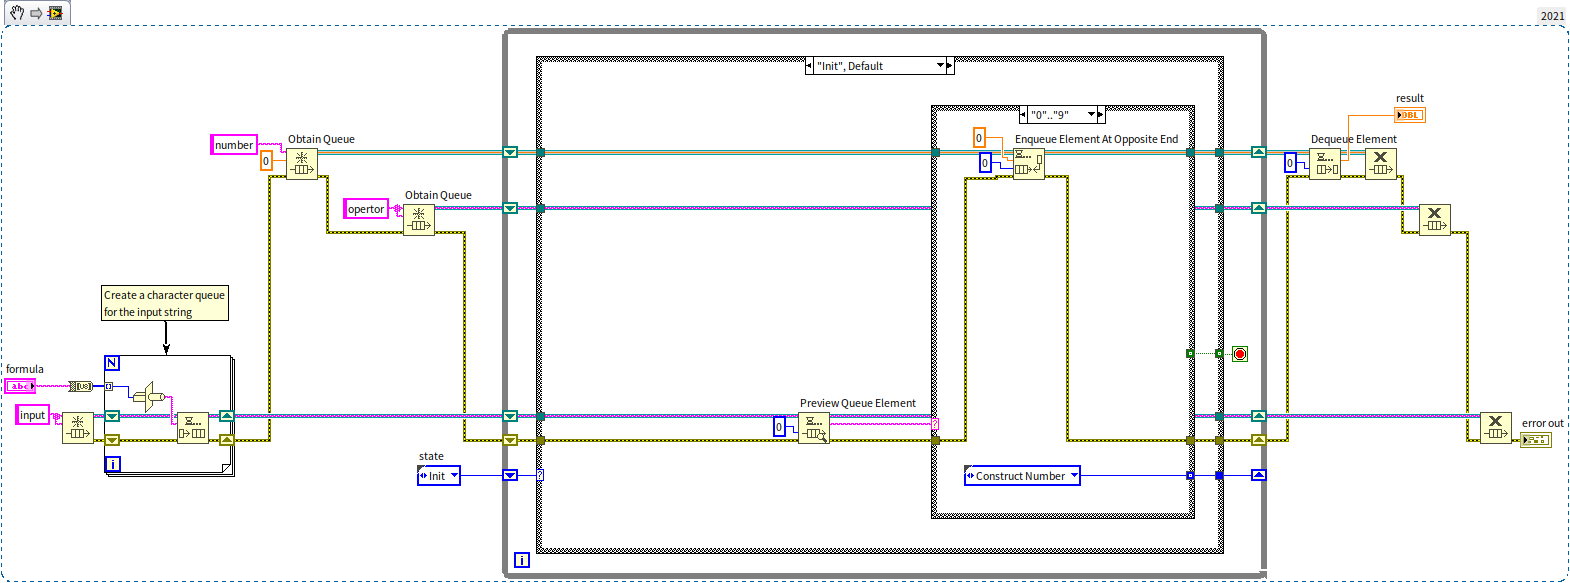 2021
"Init", Default
result
DBL
"0".."9"
number
Obtain Queue
0
0
Enqueue Element At Opposite End
0
Dequeue Element
0
opertor
Obtain Queue
Create a character queue
for the input string
N
formula
abc
[U8]
input
i
Preview Queue Element
0
error out
state
Init
?
?
Construct Number
i